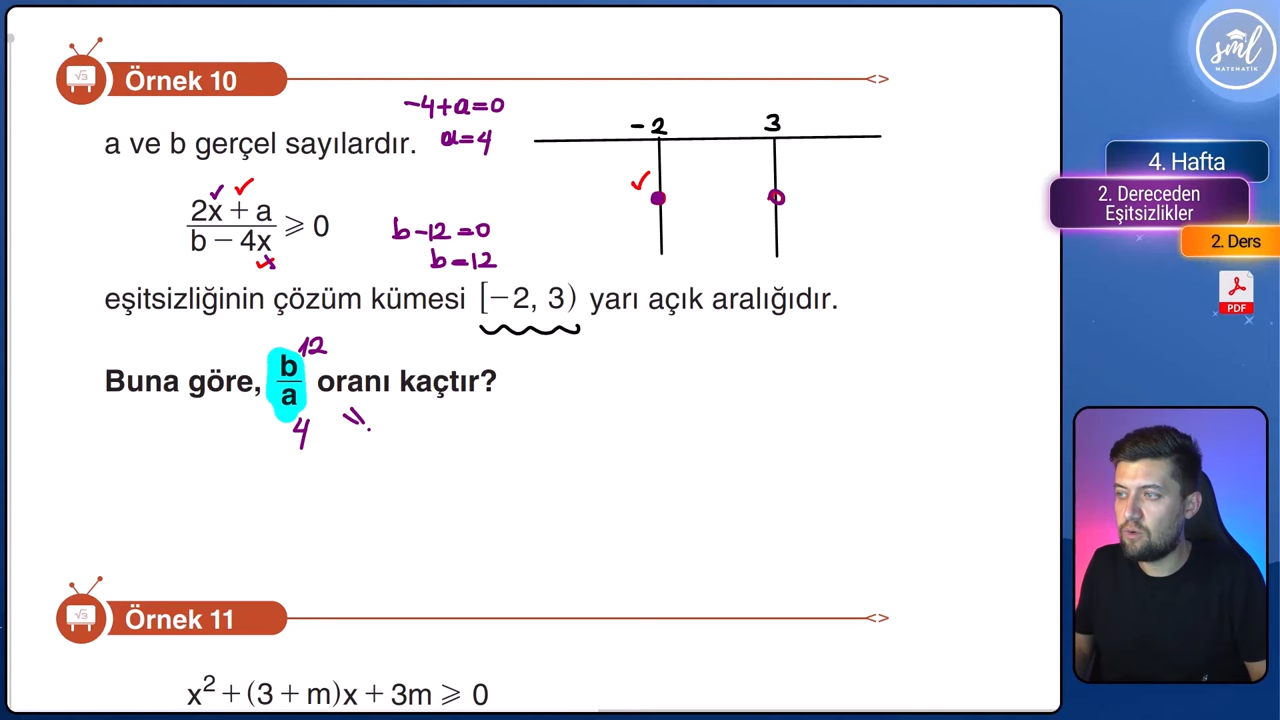 Örnek 10
-4+a=0
a=4
-2 3
a ve b gerçel sayılardır.
2x + a
b − 4x
⩾ 0
b-12=0
b=12
eşitsizliğinin çözüm kümesi [−2, 3) yarı açık aralığıdır.
12
Buna göre, b/a oranı kaçtır?
4
Örnek 11
x² + (3 + m)x + 3m ⩾ 0
sml
MATEMATİK
4. Hafta
2. Dereceden
Eşitsizlikler
2. Ders
PDF